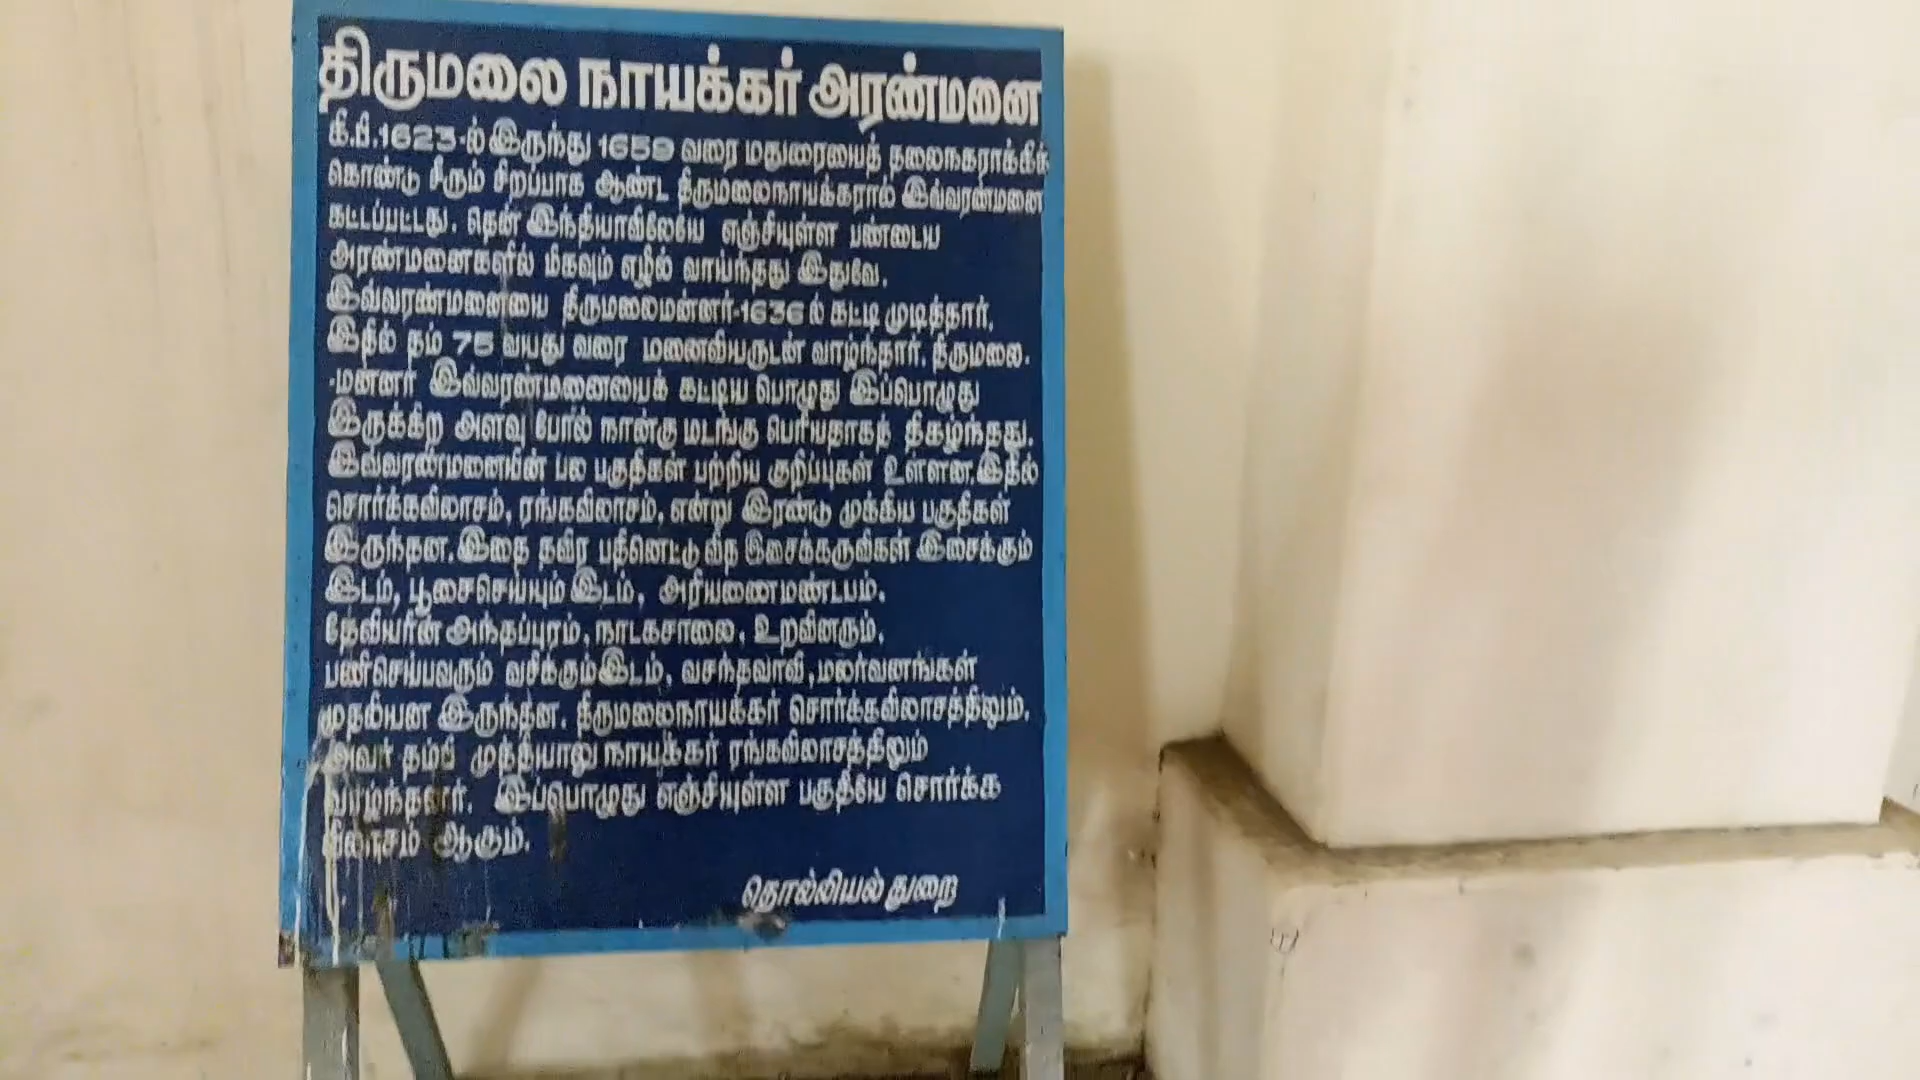 திருமலை நாயக்கர் அரண்மனை
கி.பி.1623-ல் இருந்து 1659 வரை மதுரையைத் தலைநகராக்கிக்
கொண்டு சீரும் சிறப்பாக ஆண்ட திருமலைநாயக்கரால் இவ்வரண்மனை
கட்டப்பட்டது. தென் இந்தியாவிலேயே எஞ்சியுள்ள பண்டைய
அரண்மனைகளில் மிகவும் எழில் வாய்ந்தது இதுவே.
இவ்வரண்மனையை திருமலைமன்னர்-1636 ல் கட்டி முடித்தார்.
இதில் தம் 75 வயது வரை மனைவியருடன் வாழ்ந்தார். திருமலை-
-மன்னர் இவ்வரண்மனையைக் கட்டிய பொழுது இப்பொழுது
இருக்கிற அளவு போல் நான்கு மடங்கு பெரியதாகத் திகழ்ந்தது.
இவ்வரண்மனையின் பல பகுதிகள் பற்றிய குறிப்புகள் உள்ளன.இதில்
சொர்க்கவிலாசம், ரங்கவிலாசம், என்று இரண்டு முக்கிய பகுதிகள்
இருந்தன.இதை தவிர பதினெட்டு வித இசைக்கருவிகள் இசைக்கும்
இடம், பூசைசெய்யும் இடம், அரியணைமண்டபம்,
தேவியரின் அந்தப்புரம், நாடகசாலை, உறவினரும்,
பணிசெய்பவரும் வசிக்கும்இடம், வசந்தவாவி,மலர்வனங்கள்
முதலியன இருந்தன. திருமலைநாயக்கர் சொர்க்கவிலாசத்திலும்,
அவர் தம்பி முத்தியாலு நாயக்கர் ரங்கவிலாசத்திலும்
வாழ்ந்தனர். இப்பொழுது எஞ்சியுள்ள பகுதியே சொர்க்க
விலாசம் ஆகும்.
தொல்லியல் துறை